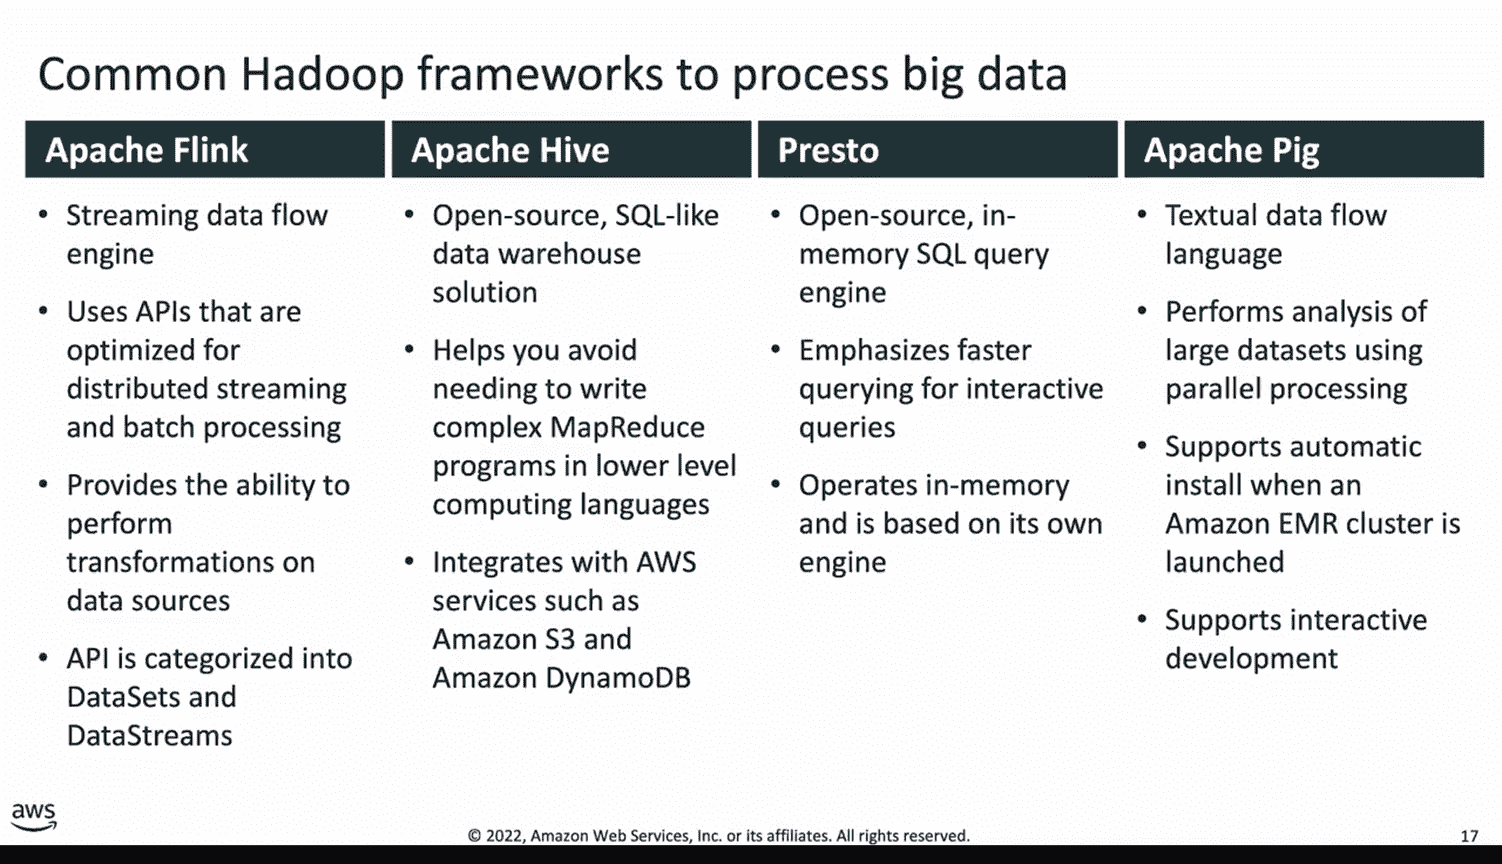 Common Hadoop frameworks to process big data
Apache Flink
• Streaming data flow
engine
• Uses APIs that are
optimized for
distributed streaming
and batch processing
• Provides the ability to
perform
transformations on
data sources
• API is categorized into
DataSets and
DataStreams
Apache Hive
• Open-source, SQL-like
data warehouse
solution
• Helps you avoid
needing to write
complex MapReduce
programs in lower level
computing languages
• Integrates with AWS
services such as
Amazon S3 and
Amazon DynamoDB
Presto
• Open-source, in-
memory SQL query
engine
• Emphasizes faster
querying for interactive
queries
• Operates in-memory
and is based on its own
engine
Apache Pig
• Textual data flow
language
• Performs analysis of
large datasets using
parallel processing
• Supports automatic
install when an
Amazon EMR cluster is
launched
• Supports interactive
development
aws
© 2022, Amazon Web Services, Inc. or its affiliates. All rights reserved.
17